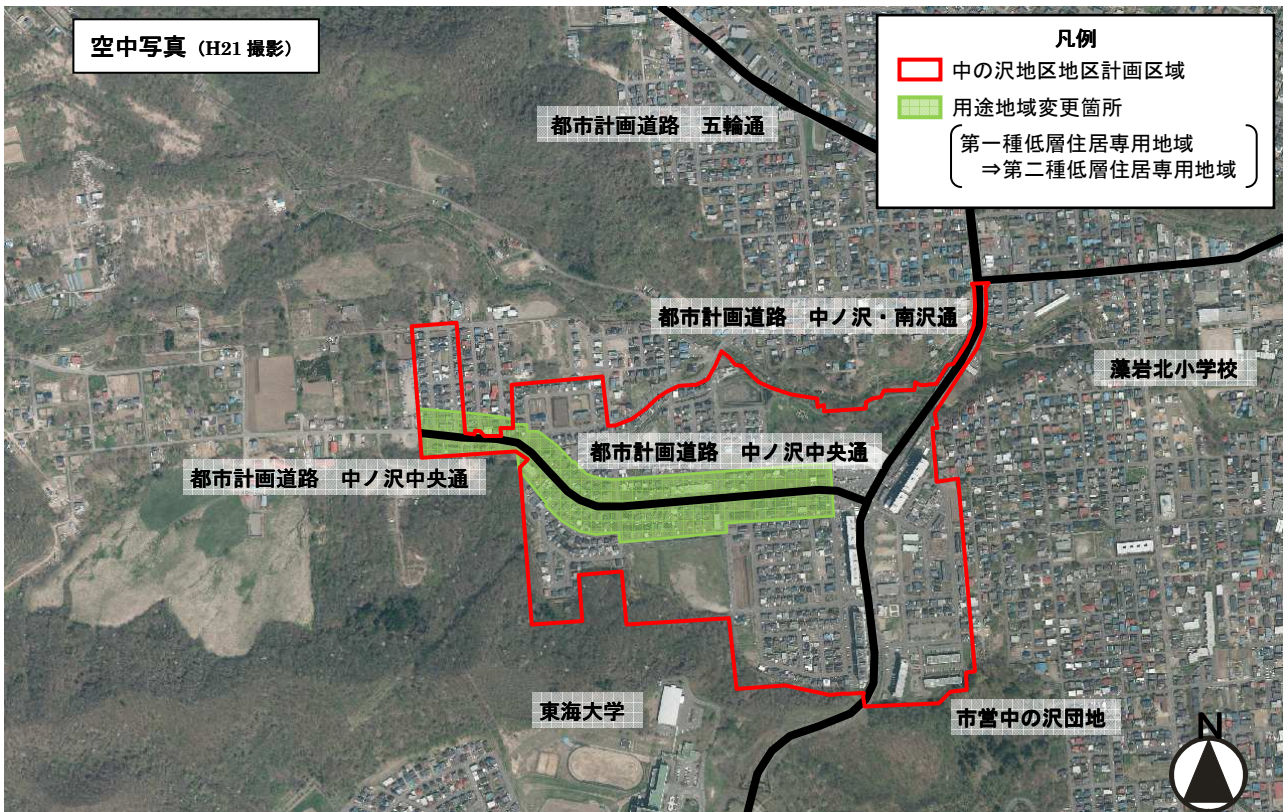 空中写真（H21 撮影）
凡例
中の沢地区地区計画区域
用途地域変更箇所
第一種低層住居専用地域
⇒第二種低層住居専用地域
都市計画道路　五輪通
都市計画道路　中ノ沢・南沢通
藻岩北小学校
都市計画道路　中ノ沢中央通
都市計画道路　中ノ沢中央通
東海大学
市営中の沢団地
N